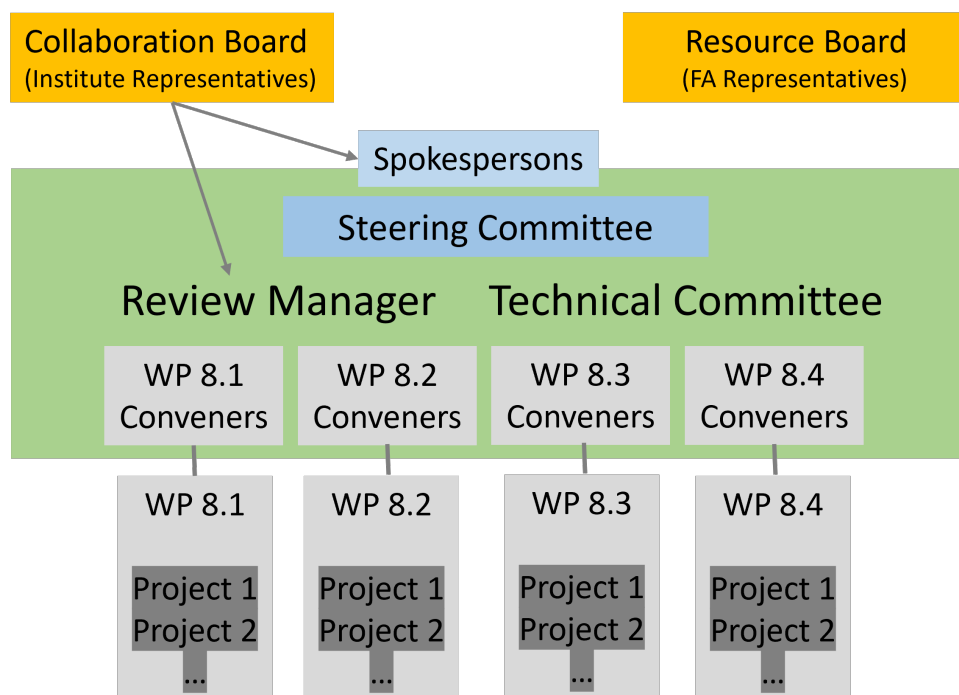 Collaboration Board
(Institute Representatives)
Resource Board
(FA Representatives)
Spokespersons
Steering Committee
Review Manager
Technical Committee
WP 8.1
Conveners
WP 8.2
Conveners
WP 8.3
Conveners
WP 8.4
Conveners
WP 8.1
Project 1
Project 2
...
WP 8.2
Project 1
Project 2
...
WP 8.3
Project 1
Project 2
...
WP 8.4
Project 1
Project 2
...